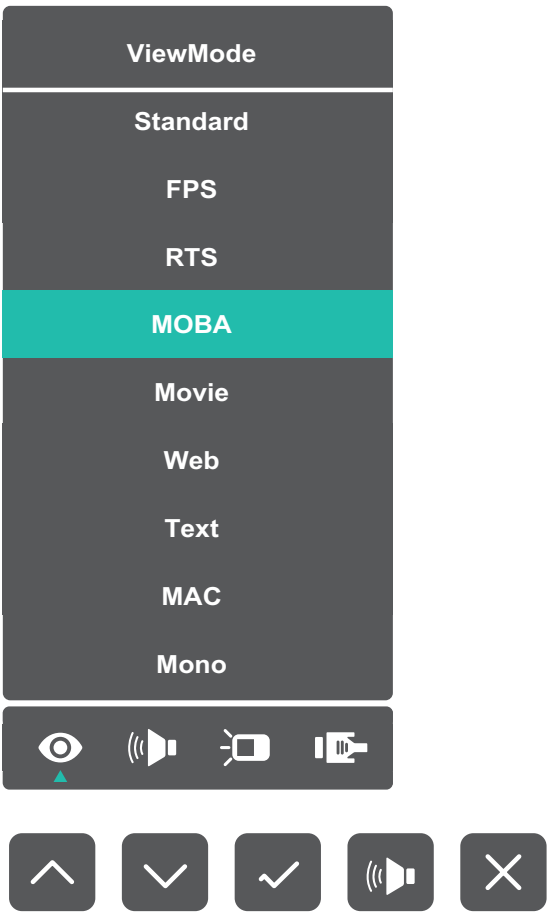 ViewMode
Standard
FPS
RTS
MOBA
Movie
Web
Text
MAC
Mono